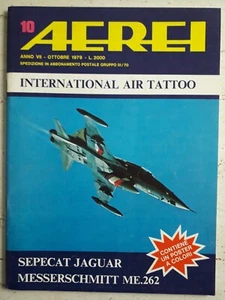 10
AEREI
ANNO VII - OTTOBRE 1979 - L. 2000
SPEDIZIONE IN ABBONAMENTO POSTALE GRUPPO III/70
INTERNATIONAL AIR TATTOO
CONTIENE
UN POSTER
A COLORI
SEPECAT JAGUAR
MESSERSCHMITT ME.262